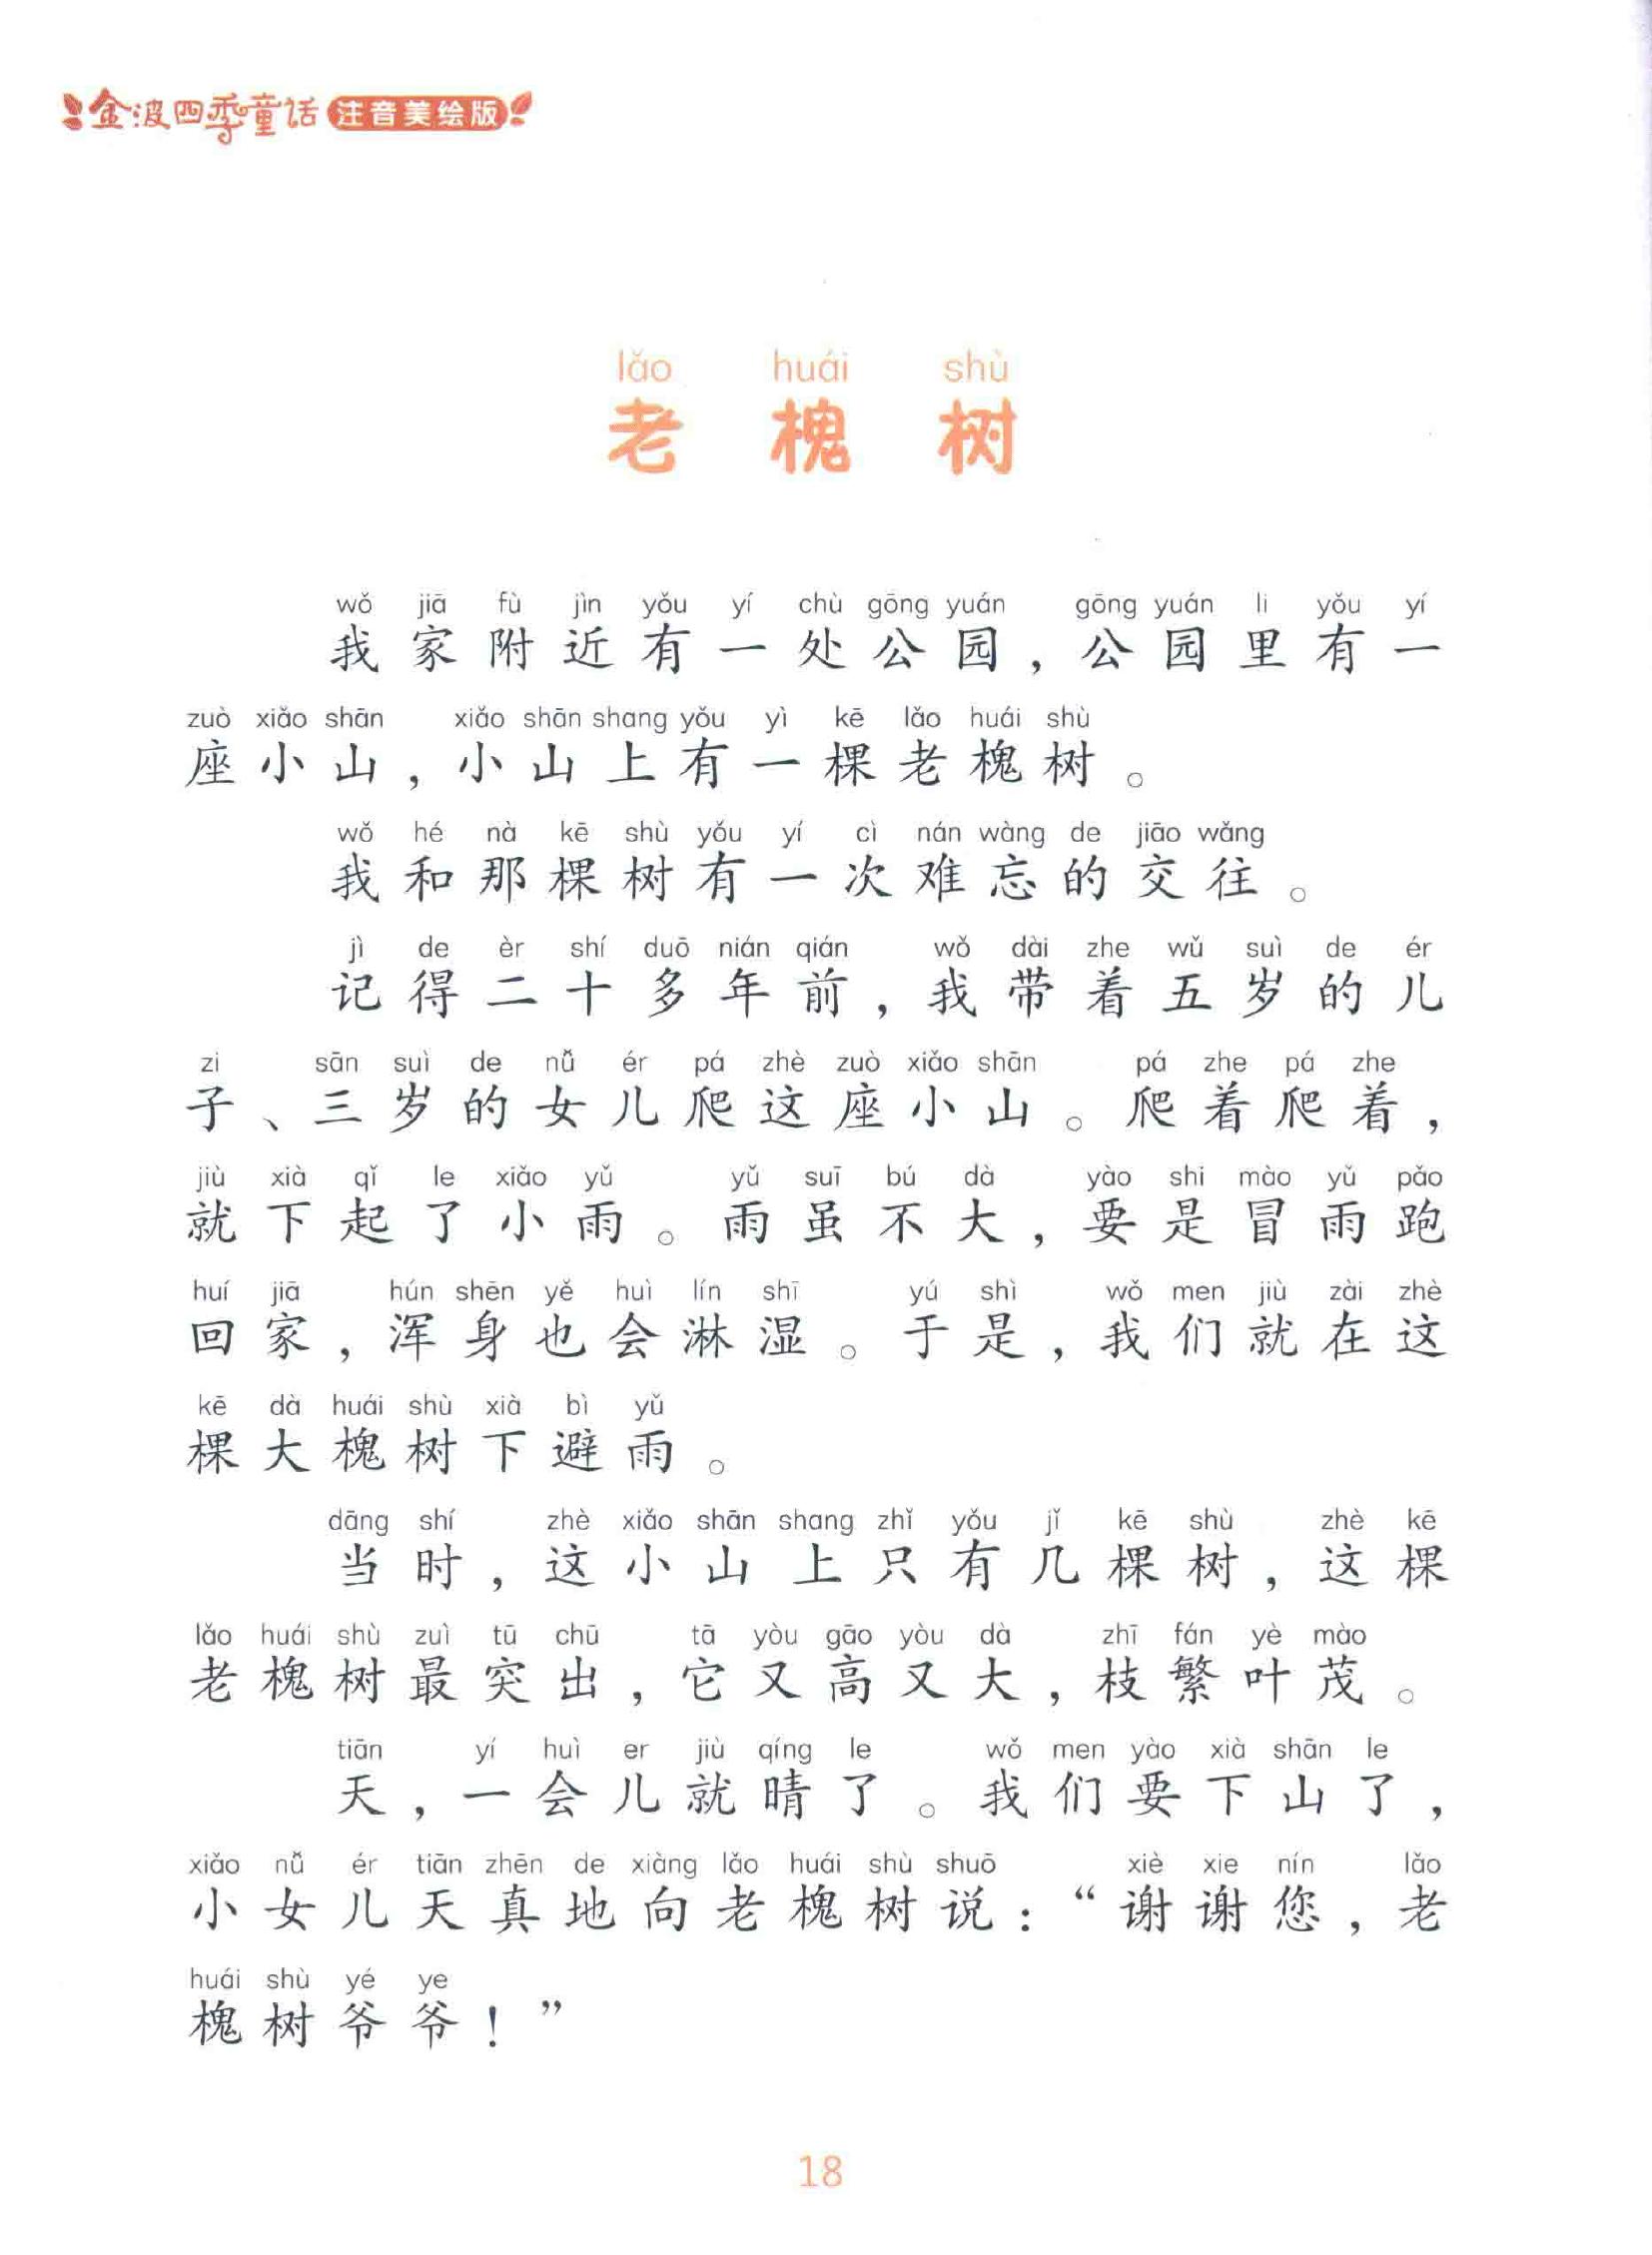 金波四季童话 注音美绘版
lǎo huái shù
老槐树
wǒ jiā fù jìn yǒu yí chù gōng yuán gōng yuán li yǒu yí
我家附近有一处公园，公园里有一
zuò xiǎo shān xiǎo shān shang yǒu yì kē lǎo huái shù
座小山，小山上有一棵老槐树。
wǒ hé nà kē shù yǒu yí cì nán wàng de jiāo wǎng
我和那棵树有一次难忘的交往。
jì de èr shí duō nián qián wǒ dài zhe wǔ suì de ér
记得二十多年前，我带着五岁的儿
zi sān suì de nǚ ér pá zhè zuò xiǎo shān pá zhe pá zhe
子、三岁的女儿爬这座小山。爬着爬着，
jiù xià qǐ le xiǎo yǔ yǔ suī bú dà yào shi mào yǔ pǎo
就下起了小雨。雨虽不大，要是冒雨跑
huí jiā hún shēn yě huì lín shī yú shì wǒ men jiù zài zhè
回家，浑身也会淋湿。于是，我们就在这
kē dà huái shù xià bì yǔ
棵大槐树下避雨。
dāng shí zhè xiǎo shān shang zhǐ yǒu jǐ kē shù zhè kē
当时，这小山上只有几棵树，这棵
lǎo huái shù zuì tū chū tā yòu gāo yòu dà zhī fán yè mào
老槐树最突出，它又高又大，枝繁叶茂。
tiān yí huì er jiù qíng le wǒ men yào xià shān le
天，一会儿就晴了。我们要下山了，
xiǎo nǚ ér tiān zhēn de xiàng lǎo huái shù shuō xiè xie nín lǎo
小女儿天真地向老槐树说：“谢谢您，老
huái shù yé ye
槐树爷爷！”
18